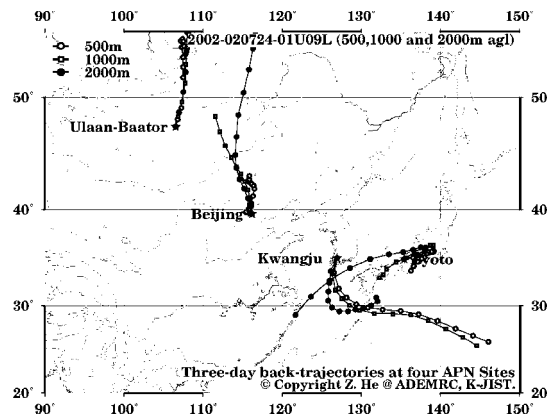 90˚ 100˚ 110˚ 120˚ 130˚ 140˚ 150˚
2002-020724-01U09L (500,1000 and 2000m agl)
500m
1000m
2000m
50˚ 50˚
Ulaan-Baator
40˚ 40˚
Beijing
Kwangju
Kyoto
30˚ 30˚
Three-day back-trajectories at four APN Sites
© Copyright Z. He @ ADEMRC, K-JIST.
20˚ 20˚
90˚ 100˚ 110˚ 120˚ 130˚ 140˚ 150˚